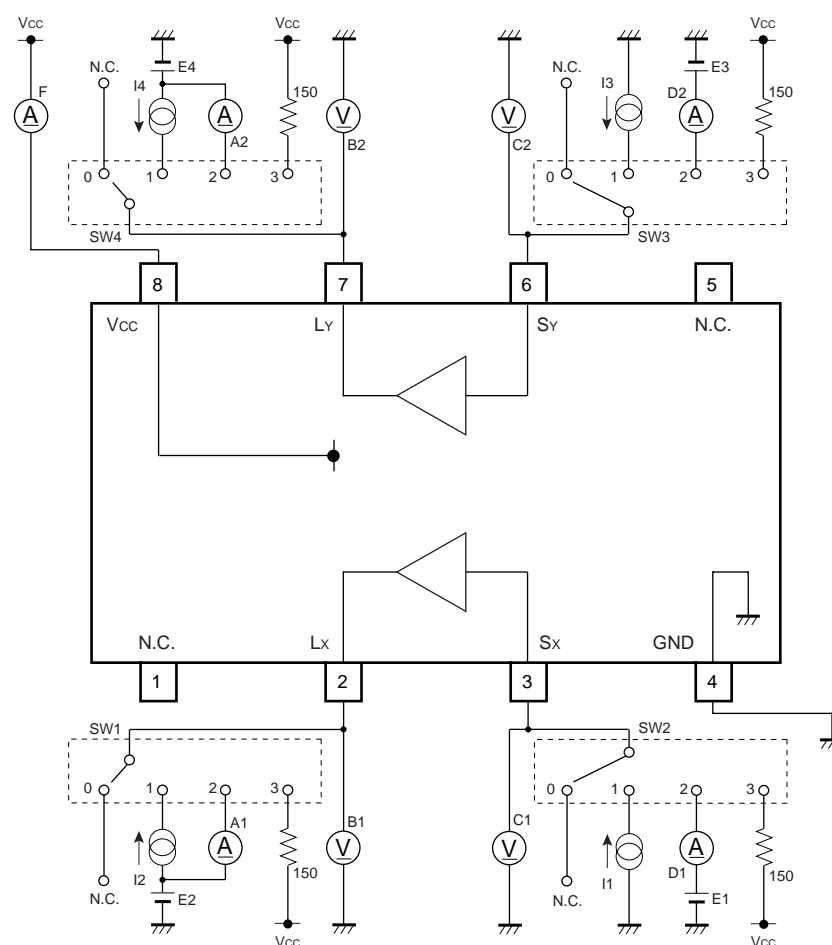 Vcc Vcc Vcc
N.C. E4 N.C. E3
F I4 150 I3 D2 150
A A V V A A
A2 B2 C2
0 1 2 3 0 1 2 3
SW4 SW3
8 7 6 5
Vcc LY SY N.C.
N.C. LX SX GND
1 2 3 4
SW1 SW2
0 1 2 3 0 1 2 3
A1 B1 C1
A V V A
I2 150 I1 D1 150
N.C. E2 N.C. E1
Vcc Vcc